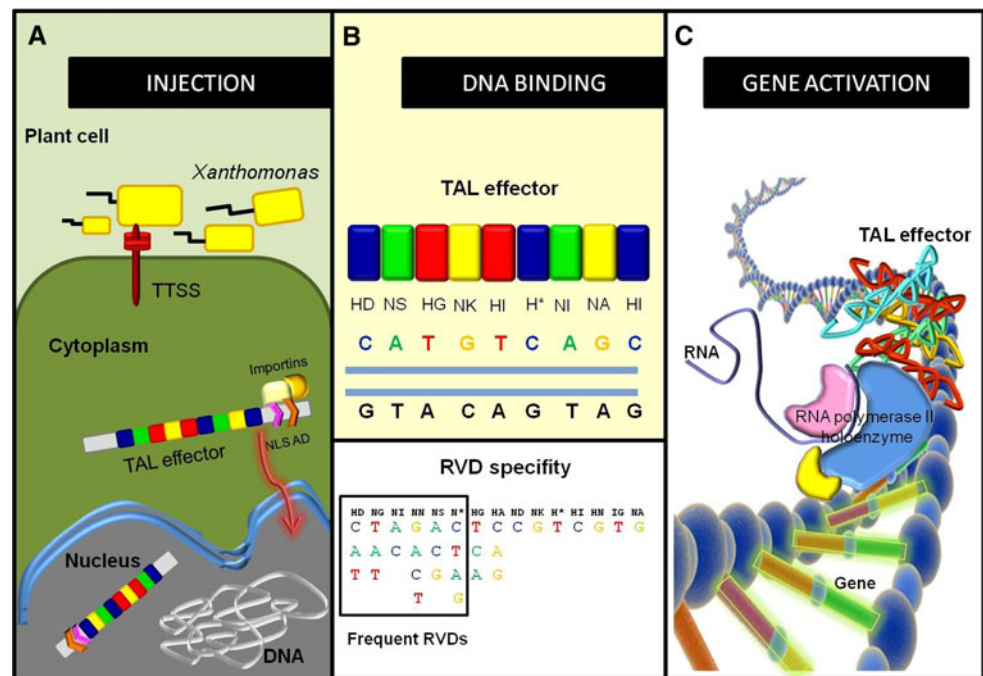 A
INJECTION
Plant cell
Xanthomonas
TTSS
Cytoplasm
Importins
NLS AD
TAL effector
Nucleus
DNA
B
DNA BINDING
TAL effector
HD NS HG NK HI H* NI NA HI
C A T G T C A G C
G T A C A G T A G
RVD specifity
HD NG NI NN NS N* HG HA ND NK H* HI HN IG NA
C T A G A C T C C G T C G T G
A A C A C T C A
T T C G A A G
T G
Frequent RVDs
C
GENE ACTIVATION
TAL effector
RNA
RNA polymerase II
holoenzyme
Gene